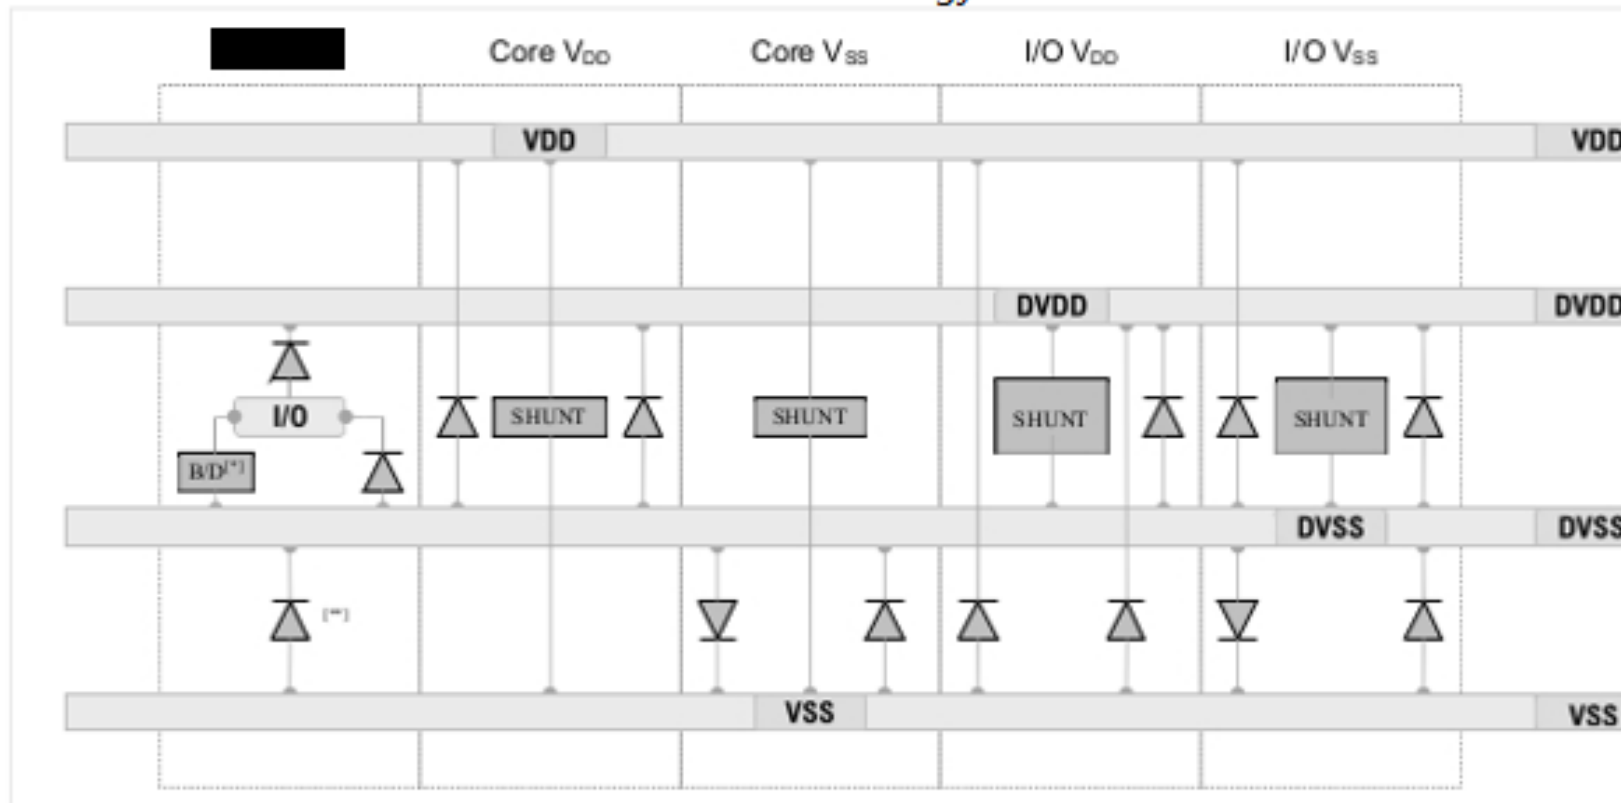 Core VDD
Core VSS
I/O VDD
I/O VSS
VDD
VDD
DVDD
DVDD
I/O
SHUNT
SHUNT
SHUNT
SHUNT
B/D[*]
DVSS
DVSS
VSS
VSS